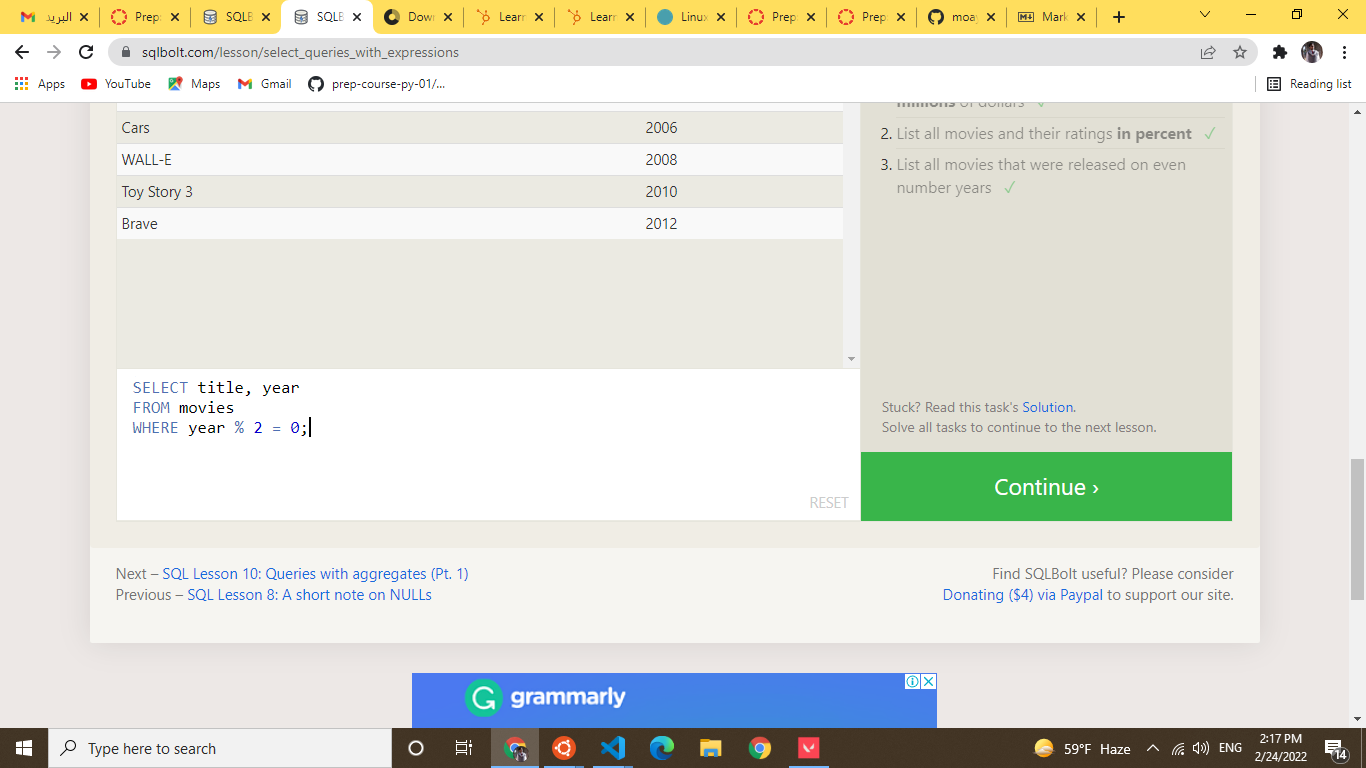 البريد
Prep
SQLB
SQLB
Dow
Learn
Learn
Linux
Prep
Prep
moay
Mark
sqlbolt.com/lesson/select_queries_with_expressions
Apps
YouTube
Maps
Gmail
prep-course-py-01/...
Reading list
Cars 2006
WALL-E 2008
Toy Story 3 2010
Brave 2012
SELECT title, year
FROM movies
WHERE year % 2 = 0;
RESET
millions of dollars ✓
2. List all movies and their ratings in percent ✓
3. List all movies that were released on even
number years ✓
Stuck? Read this task's Solution.
Solve all tasks to continue to the next lesson.
Continue ›
Next – SQL Lesson 10: Queries with aggregates (Pt. 1)
Previous – SQL Lesson 8: A short note on NULLs
Find SQLBolt useful? Please consider
Donating ($4) via Paypal to support our site.
grammarly
Type here to search
59°F Haze
ENG
2:17 PM
2/24/2022
14